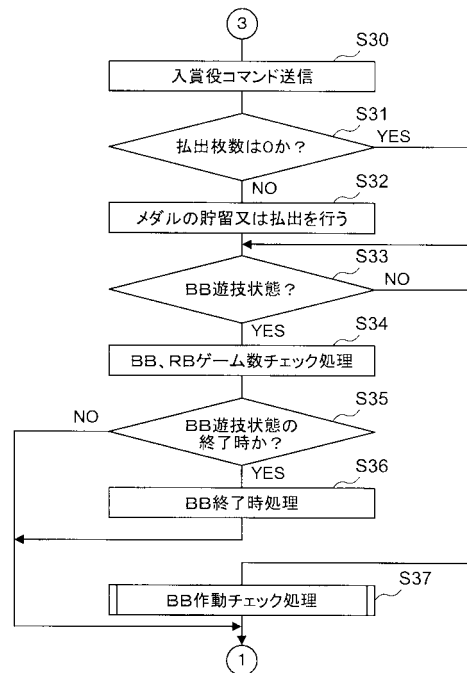 3
S30
入賞役コマンド送信
S31
払出枚数は0か？
YES
NO
S32
メダルの貯留又は払出を行う
S33
BB遊技状態？
NO
YES
S34
BB、RBゲーム数チェック処理
S35
NO
BB遊技状態の
終了時か？
YES
S36
BB終了時処理
S37
BB作動チェック処理
1